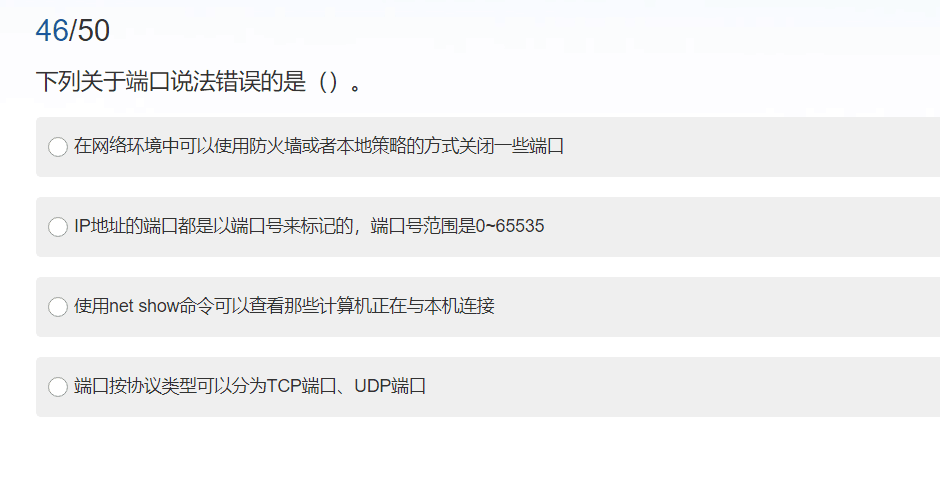 46/50
下列关于端口说法错误的是（）。
在网络环境中可以使用防火墙或者本地策略的方式关闭一些端口
IP地址的端口都是以端口号来标记的，端口号范围是0~65535
使用net show命令可以查看那些计算机正在与本机连接
端口按协议类型可以分为TCP端口、UDP端口